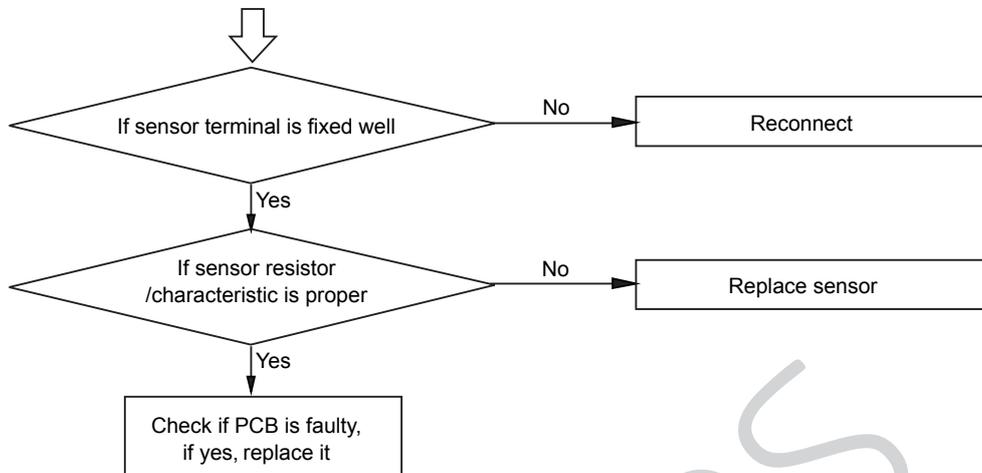 If sensor terminal is fixed well
No
Reconnect
Yes
If sensor resistor
/characteristic is proper
No
Replace sensor
Yes
Check if PCB is faulty,
if yes, replace it